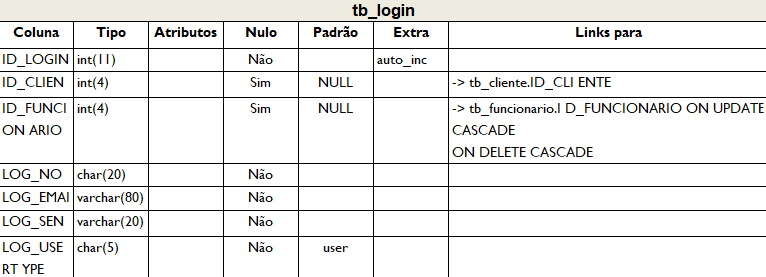 tb_login
Coluna Tipo Atributos Nulo Padrão Extra Links para
ID_LOGIN int(11) Não auto_inc
ID_CLIEN int(4) Sim NULL -> tb_cliente.ID_CLI ENTE
ID_FUNCI int(4) Sim NULL -> tb_funcionario.I D_FUNCIONARIO ON UPDATE
ON ARIO CASCADE
ON DELETE CASCADE
LOG_NO char(20) Não
LOG_EMAI varchar(80) Não
LOG_SEN varchar(20) Não
LOG_USE char(5) Não user
RT YPE